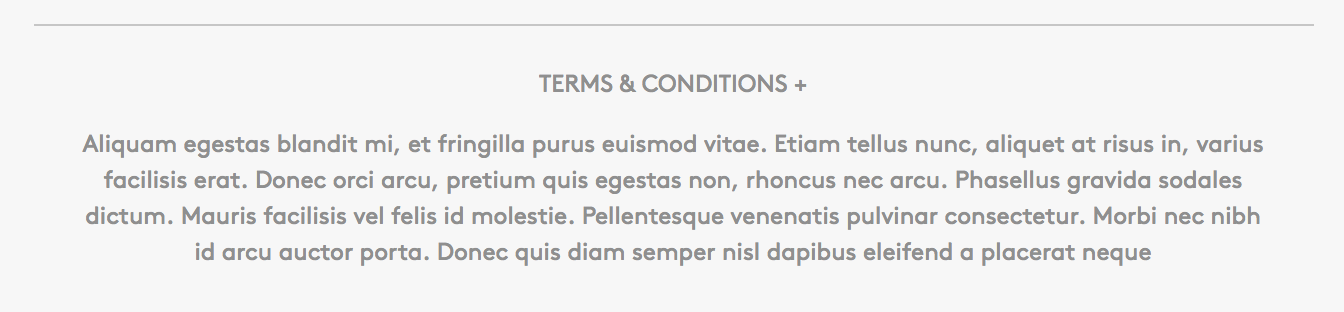 TERMS & CONDITIONS +
Aliquam egestas blandit mi, et fringilla purus euismod vitae. Etiam tellus nunc, aliquet at risus in, varius
facilisis erat. Donec orci arcu, pretium quis egestas non, rhoncus nec arcu. Phasellus gravida sodales
dictum. Mauris facilisis vel felis id molestie. Pellentesque venenatis pulvinar consectetur. Morbi nec nibh
id arcu auctor porta. Donec quis diam semper nisl dapibus eleifend a placerat neque